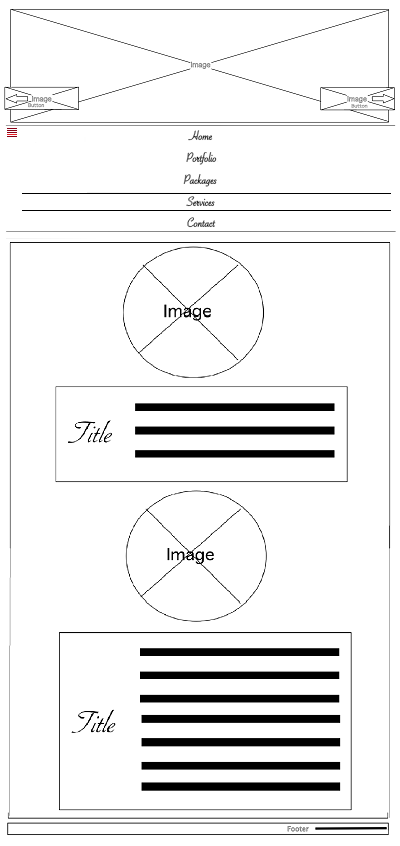 Image
Image
Button
Image
Button
Home
Portfolio
Packages
Services
Contact
Image
Title
Image
Title
Footer